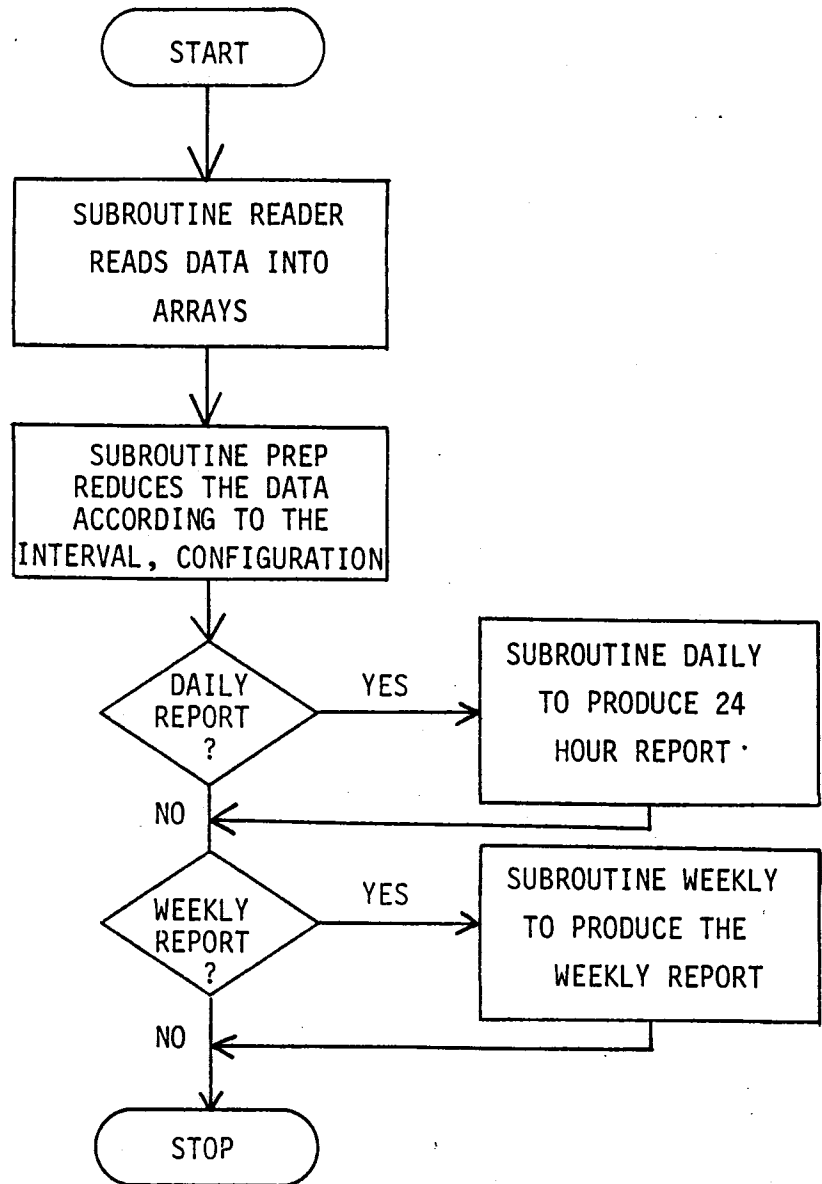 START
SUBROUTINE READER
READS DATA INTO
ARRAYS
SUBROUTINE PREP
REDUCES THE DATA
ACCORDING TO THE
INTERVAL, CONFIGURATION
DAILY
REPORT
?
YES
SUBROUTINE DAILY
TO PRODUCE 24
HOUR REPORT
NO
WEEKLY
REPORT
?
YES
SUBROUTINE WEEKLY
TO PRODUCE THE
WEEKLY REPORT
NO
STOP